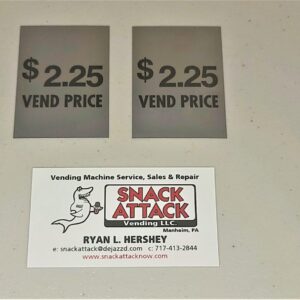 $ 2.25
VEND PRICE
$ 2.25
VEND PRICE
Vending Machine Service, Sales & Repair
SNACK
ATTACK
Vending LLC.
Manheim, PA
RYAN L. HERSHEY
e: snackattack@dejazzd.com c: 717-413-2844
www.snackattacknow.com